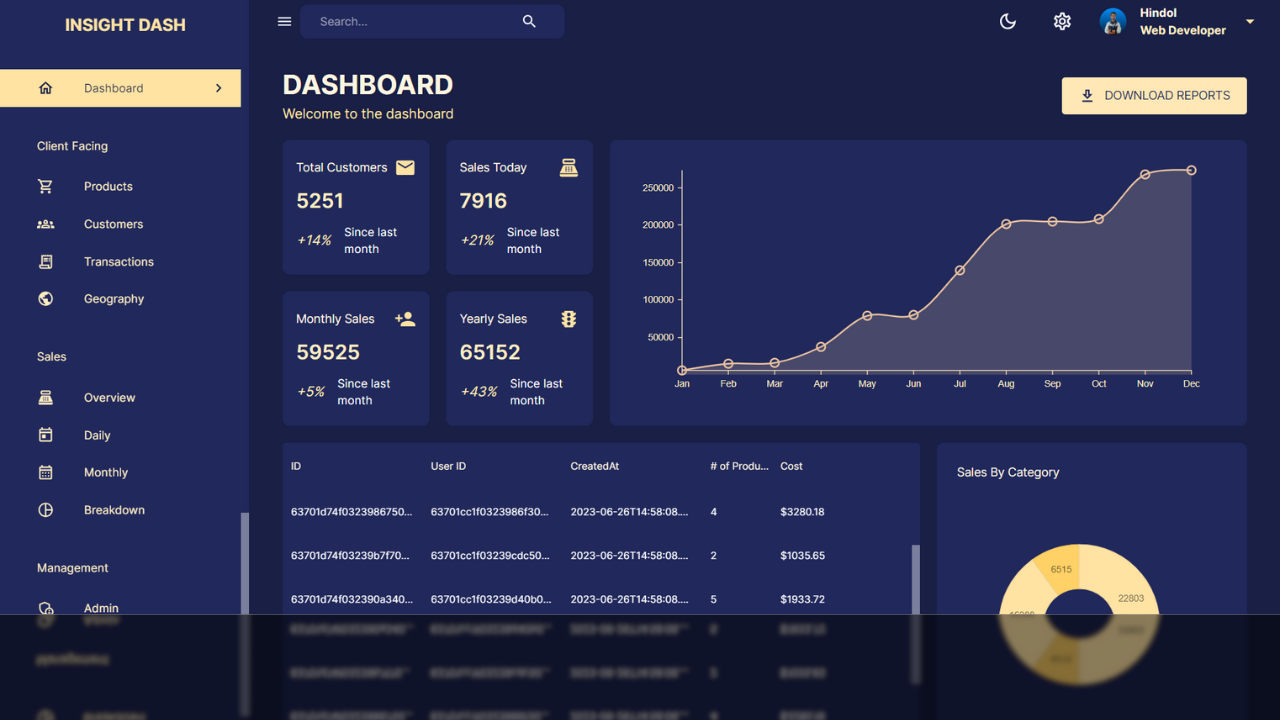 INSIGHT DASH
Search...
Hindol
Web Developer
Dashboard
Client Facing
Products
Customers
Transactions
Geography
Sales
Overview
Daily
Monthly
Breakdown
Management
Admin
DASHBOARD
Welcome to the dashboard
DOWNLOAD REPORTS
Total Customers
5251
+14%
Since last
month
Sales Today
7916
+21%
Since last
month
Monthly Sales
59525
+5%
Since last
month
Yearly Sales
65152
+43%
Since last
month
250000
200000
150000
100000
50000
Jan Feb Mar Apr May Jun Jul Aug Sep Oct Nov Dec
ID User ID CreatedAt # of Produ... Cost
63701d74f0323986750... 63701cc1f0323986f30... 2023-06-26T14:58:08.... 4 $3280.18
63701d74f03239b7f70... 63701cc1f03239cdc50... 2023-06-26T14:58:08.... 2 $1035.65
63701d74f032390a340... 63701cc1f03239d40b0... 2023-06-26T14:58:08.... 5 $1933.72
Sales By Category
6515
22803